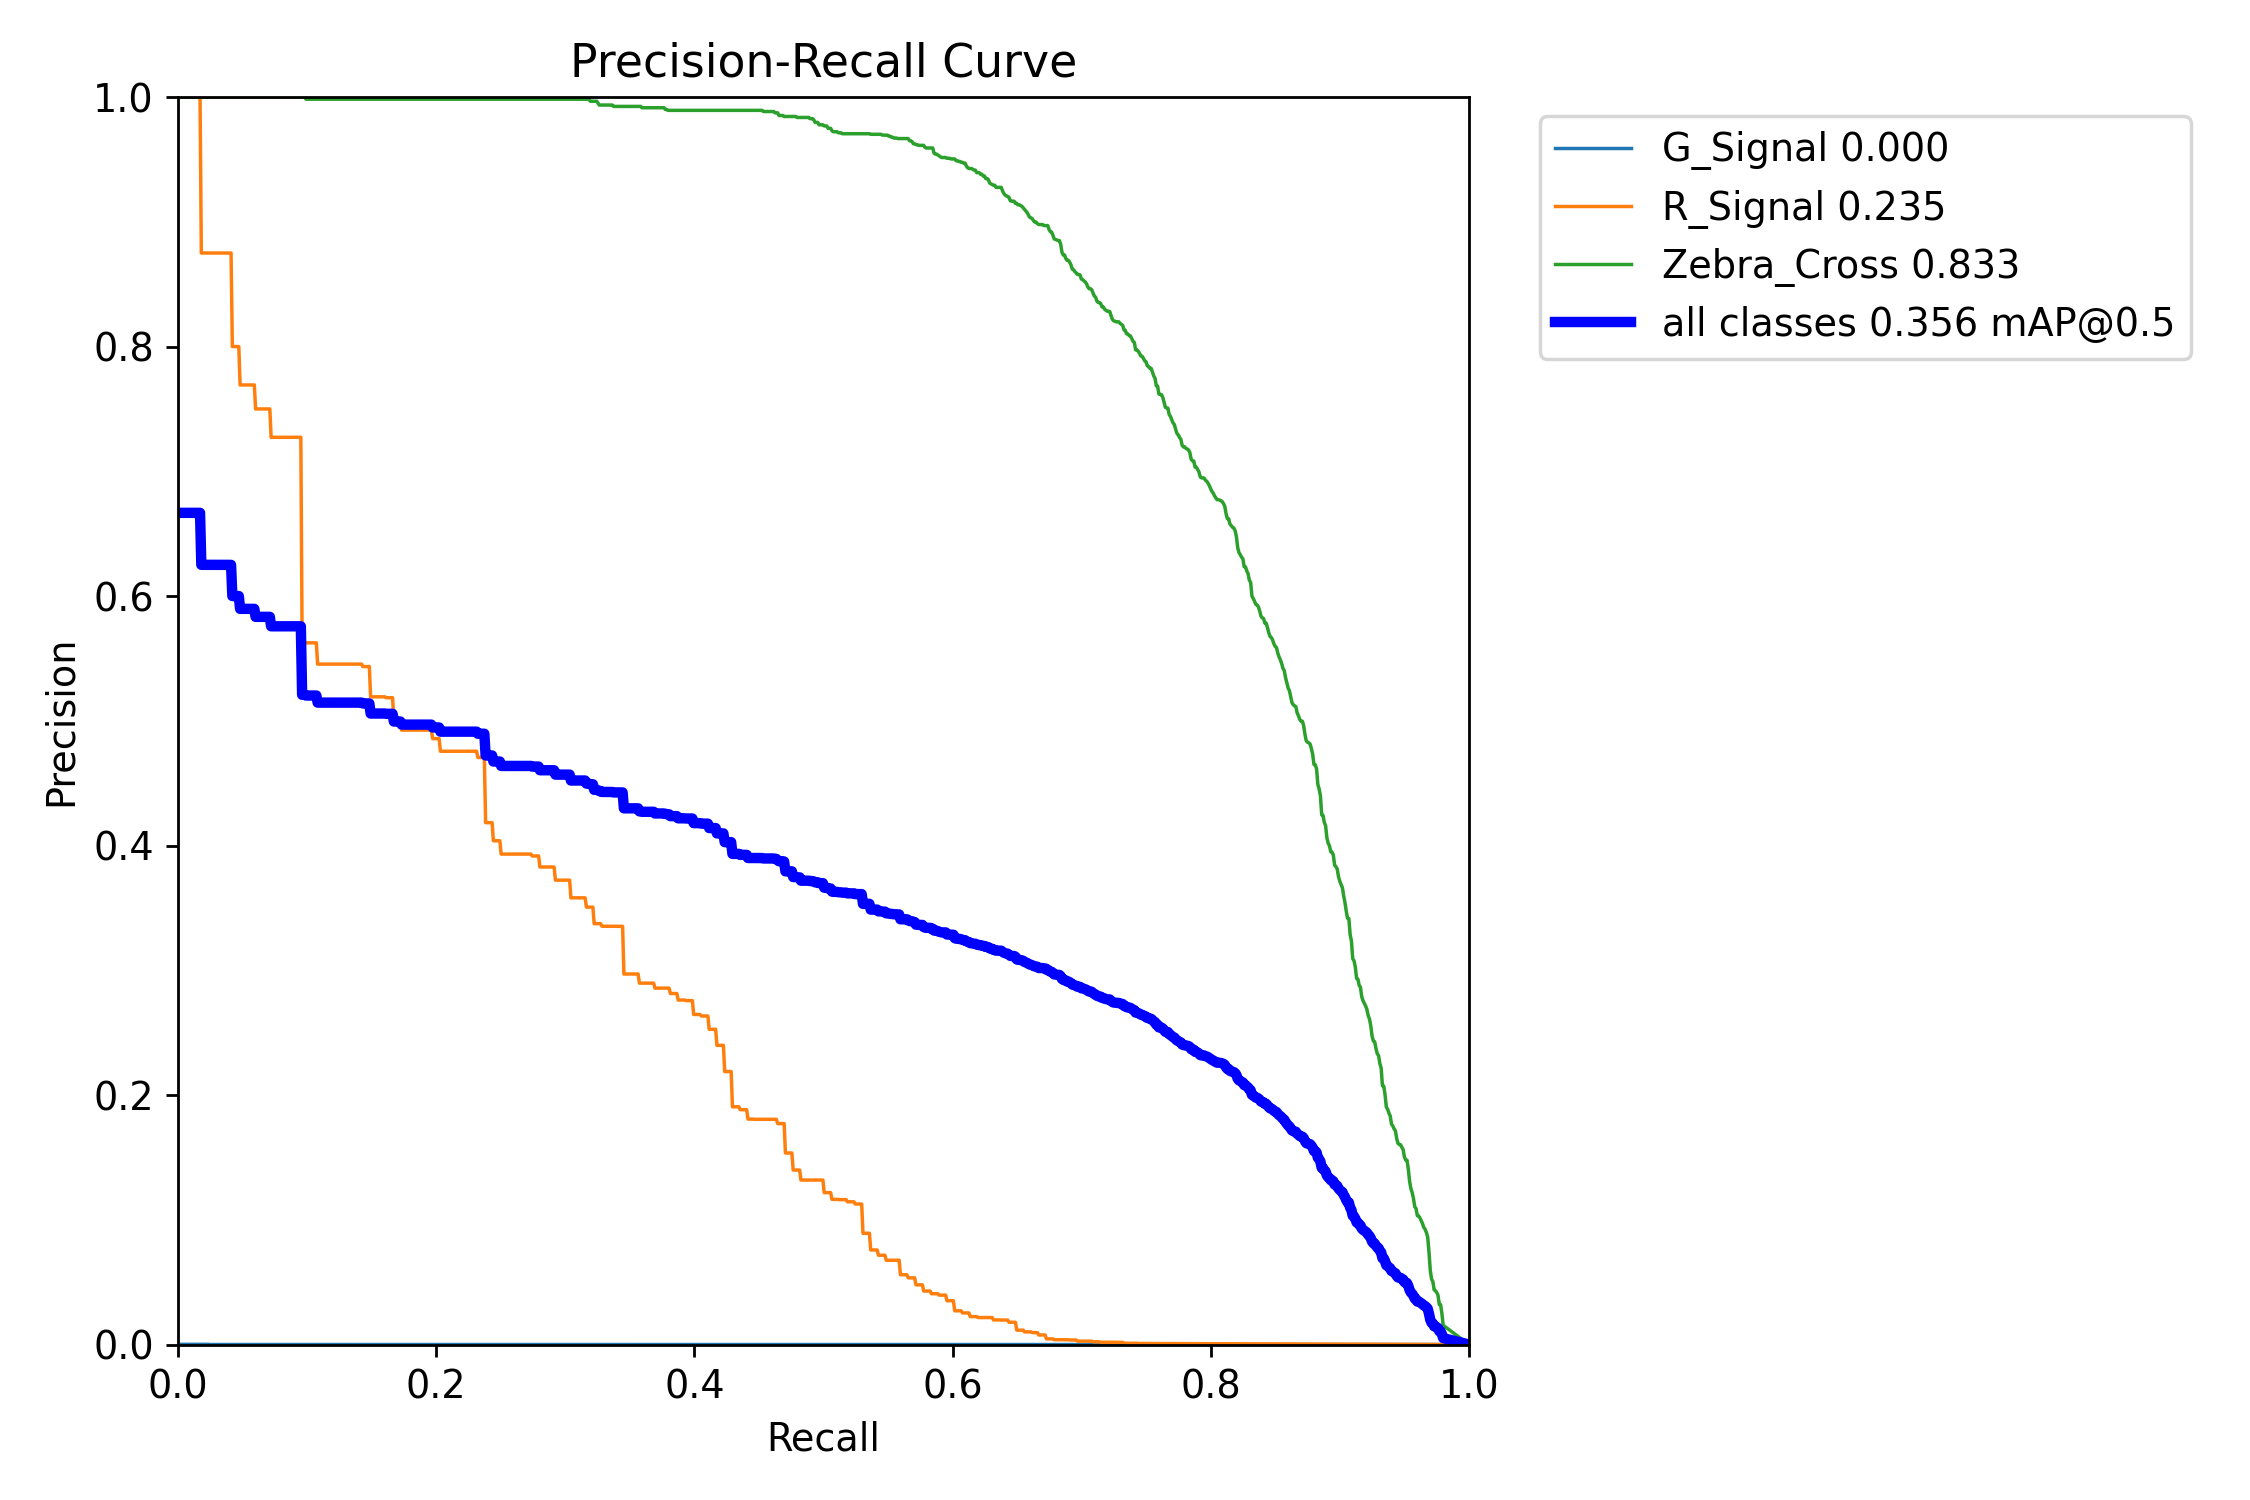 Precision-Recall Curve
1.0
0.8
0.6
0.4
0.2
0.0
Precision
0.0 0.2 0.4 0.6 0.8 1.0
Recall
G_Signal 0.000
R_Signal 0.235
Zebra_Cross 0.833
all classes 0.356 mAP@0.5